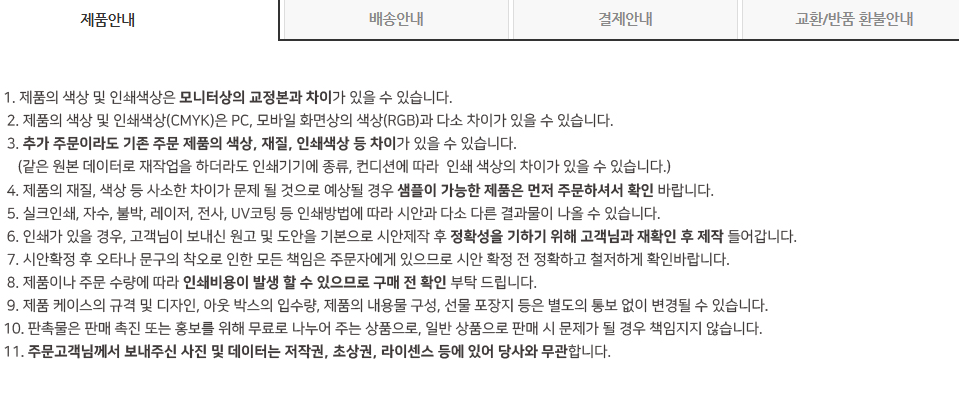 제품안내
배송안내
결제안내
교환/반품 환불안내
1. 제품의 색상 및 인쇄색상은 모니터상의 교정본과 차이가 있을 수 있습니다.
2. 제품의 색상 및 인쇄색상(CMYK)은 PC, 모바일 화면상의 색상(RGB)과 다소 차이가 있을 수 있습니다.
3. 추가 주문이라도 기존 주문 제품의 색상, 재질, 인쇄색상 등 차이가 있을 수 있습니다.
(같은 원본 데이터로 재작업을 하더라도 인쇄기기에 종류, 컨디션에 따라 인쇄 색상의 차이가 있을 수 있습니다.)
4. 제품의 재질, 색상 등 사소한 차이가 문제 될 것으로 예상될 경우 샘플이 가능한 제품은 먼저 주문하셔서 확인 바랍니다.
5. 실크인쇄, 자수, 불박, 레이저, 전사, UV코팅 등 인쇄방법에 따라 시안과 다소 다른 결과물이 나올 수 있습니다.
6. 인쇄가 있을 경우, 고객님이 보내신 원고 및 도안을 기본으로 시안제작 후 정확성을 기하기 위해 고객님과 재확인 후 제작 들어갑니다.
7. 시안확정 후 오타나 문구의 착오로 인한 모든 책임은 주문자에게 있으므로 시안 확정 전 정확하고 철저하게 확인바랍니다.
8. 제품이나 주문 수량에 따라 인쇄비용이 발생 할 수 있으므로 구매 전 확인 부탁 드립니다.
9. 제품 케이스의 규격 및 디자인, 아웃 박스의 입수량, 제품의 내용물 구성, 선물 포장지 등은 별도의 통보 없이 변경될 수 있습니다.
10. 판촉물은 판매 촉진 또는 홍보를 위해 무료로 나누어 주는 상품으로, 일반 상품으로 판매 시 문제가 될 경우 책임지지 않습니다.
11. 주문고객님께서 보내주신 사진 및 데이터는 저작권, 초상권, 라이센스 등에 있어 당사와 무관합니다.